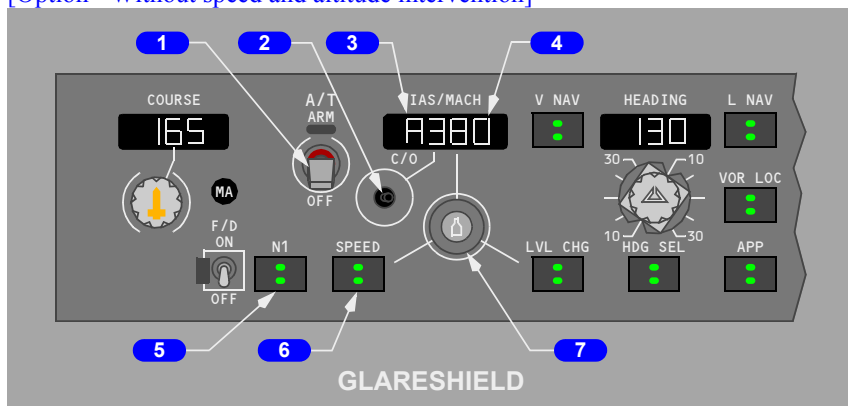 [Option - Without speed and altitude intervention]
1 2 3 4
COURSE A/T ARM IAS/MACH V NAV HEADING L NAV
165 A380 130
C/O 30 10
MA OFF VOR LOC
F/D ON 10 30
N1 SPEED LVL CHG HDG SEL APP
OFF
5 6 7
GLARESHIELD